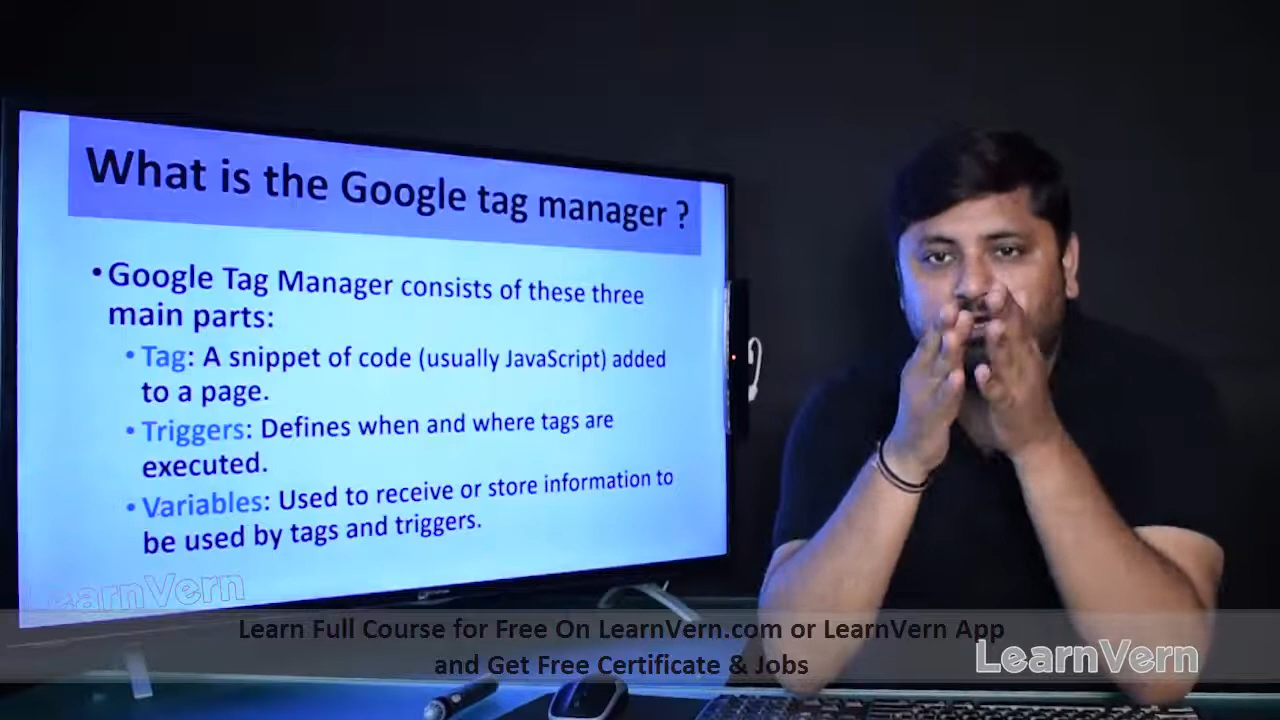 What is the Google tag manager ?
• Google Tag Manager consists of these three
main parts:
• Tag: A snippet of code (usually JavaScript) added
to a page.
• Triggers: Defines when and where tags are
executed.
• Variables: Used to receive or store information to
be used by tags and triggers.
LearnVern
Learn Full Course for Free On LearnVern.com or LearnVern App
and Get Free Certificate & Jobs
LearnVern